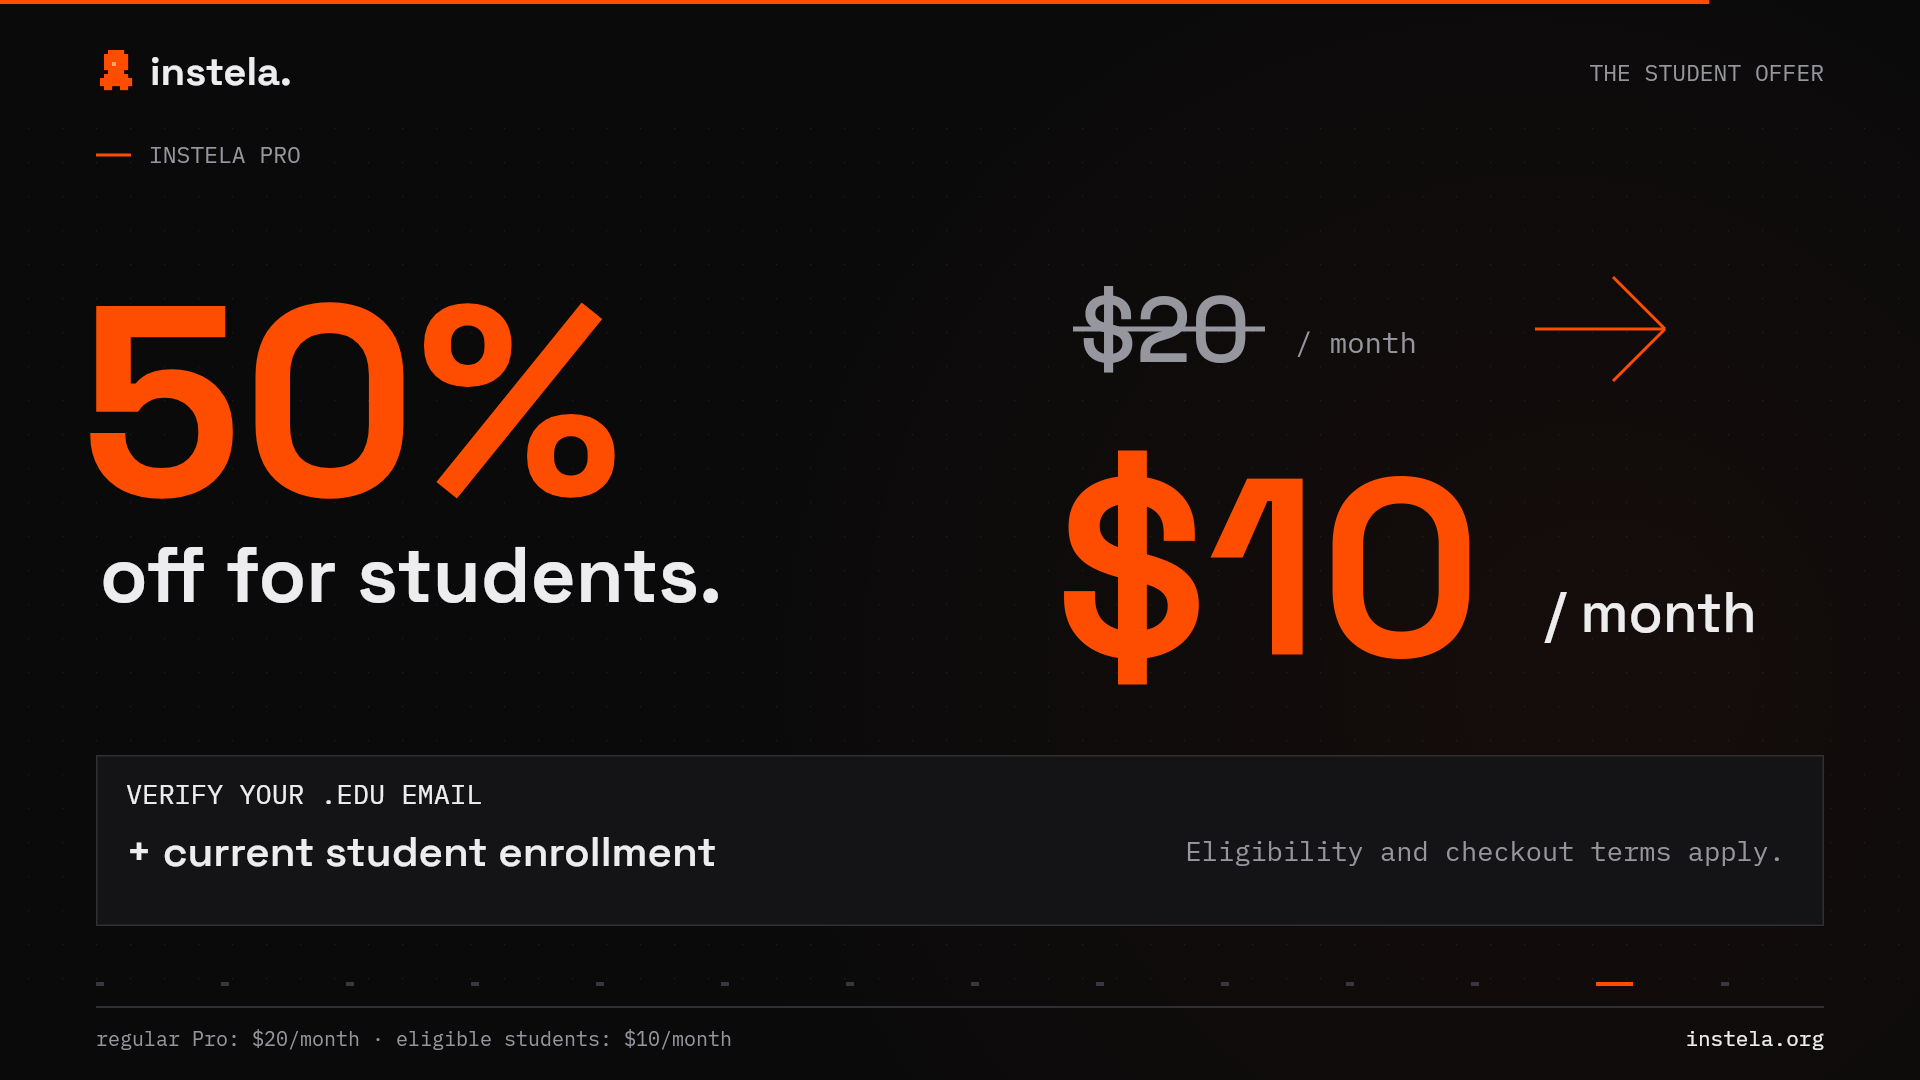 instela.
THE STUDENT OFFER
INSTELA PRO
50%
off for students.
$20 / month
$10 / month
VERIFY YOUR .EDU EMAIL
+ current student enrollment
Eligibility and checkout terms apply.
regular Pro: $20/month · eligible students: $10/month
instela.org